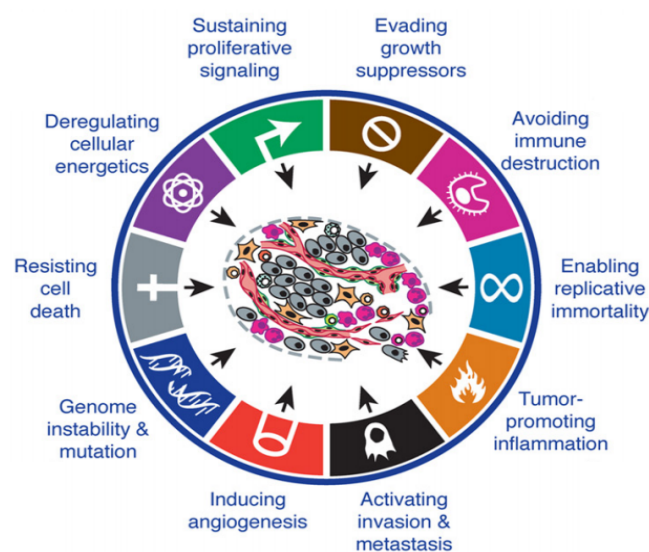 Sustaining
proliferative
signaling
Evading
growth
suppressors
Deregulating
cellular
energetics
Avoiding
immune
destruction
Resisting
cell
death
Enabling
replicative
immortality
Genome
instability &
mutation
Tumor-
promoting
inflammation
Inducing
angiogenesis
Activating
invasion &
metastasis